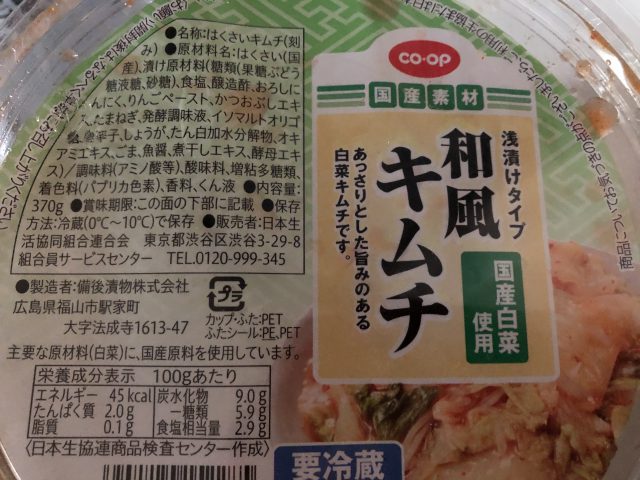 ●名称:はくさいキムチ(刻
み) ●原材料名:はくさい(国
産)、漬け原材料(糖類(果糖ぶどう
糖液糖、砂糖)、食塩、醸造酢、おろしに
んにく、りんごペースト、かつおぶしエキ
ス、たまねぎ、発酵調味液、イソマルトオリゴ
糖、唐辛子、しょうが、たん白加水分解物、オキ
アミエキス、ごま、魚醤、煮干しエキス、酵母エキ
ス)/調味料(アミノ酸等)、酸味料、増粘多糖類、
着色料(パプリカ色素)、香料、くん液 ●内容量:
370g ●賞味期限:この面の下部に記載 ●保存
方法:冷蔵(0℃〜10℃)で保存 ●販売者:日本生
活協同組合連合会 東京都渋谷区渋谷3-29-8
組合員サービスセンター TEL.0120-999-345
●製造者:備後漬物株式会社
広島県福山市駅家町
大字法成寺1613-47
プラ
カップ・ふた:PET
ふたシール:PE、PET
主要な原材料(白菜)に、国産原料を使用しています。
栄養成分表示 100gあたり
エネルギー 45kcal 炭水化物 9.0g
たんぱく質 2.0g －糖類 5.9g
脂質 0.1g 食塩相当量 2.9g
〈日本生協連商品検査センター作成〉
CO・OP
国産素材
浅漬けタイプ
和風
キムチ
あっさりとした旨みのある
白菜キムチです。
国産白菜
使用
要冷蔵